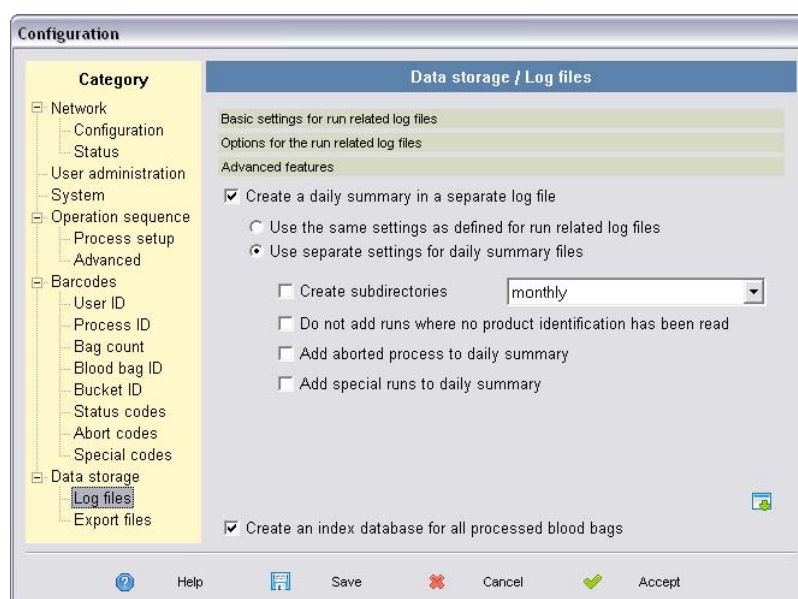 Configuration
Category
Network
Configuration
Status
User administration
System
Operation sequence
Process setup
Advanced
Barcodes
User ID
Process ID
Bag count
Blood bag ID
Bucket ID
Status codes
Abort codes
Special codes
Data storage
Log files
Export files
Data storage / Log files
Basic settings for run related log files
Options for the run related log files
Advanced features
Create a daily summary in a separate log file
Use the same settings as defined for run related log files
Use separate settings for daily summary files
Create subdirectories monthly
Do not add runs where no product identification has been read
Add aborted process to daily summary
Add special runs to daily summary
Create an index database for all processed blood bags
Help Save Cancel Accept